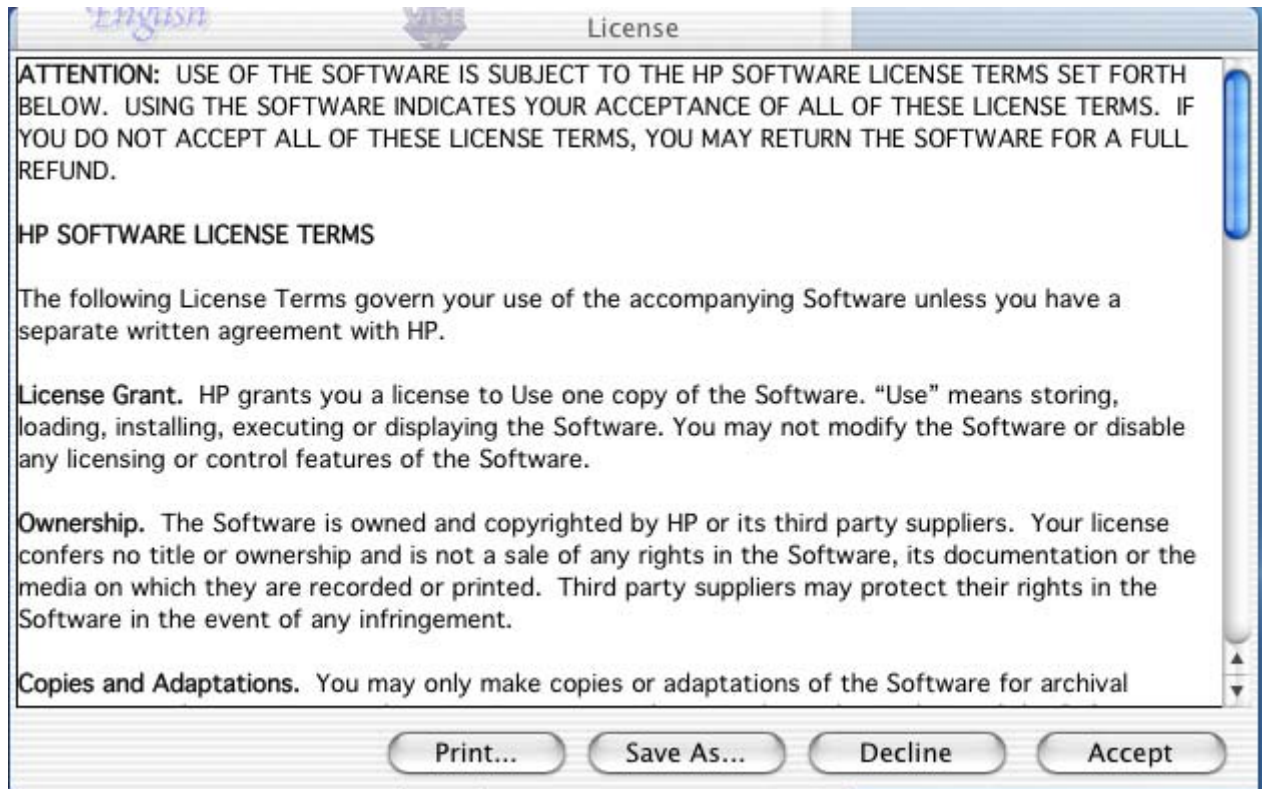 English
VISE
License
ATTENTION: USE OF THE SOFTWARE IS SUBJECT TO THE HP SOFTWARE LICENSE TERMS SET FORTH
BELOW. USING THE SOFTWARE INDICATES YOUR ACCEPTANCE OF ALL OF THESE LICENSE TERMS. IF
YOU DO NOT ACCEPT ALL OF THESE LICENSE TERMS, YOU MAY RETURN THE SOFTWARE FOR A FULL
REFUND.
HP SOFTWARE LICENSE TERMS
The following License Terms govern your use of the accompanying Software unless you have a
separate written agreement with HP.
License Grant. HP grants you a license to Use one copy of the Software. “Use” means storing,
loading, installing, executing or displaying the Software. You may not modify the Software or disable
any licensing or control features of the Software.
Ownership. The Software is owned and copyrighted by HP or its third party suppliers. Your license
confers no title or ownership and is not a sale of any rights in the Software, its documentation or the
media on which they are recorded or printed. Third party suppliers may protect their rights in the
Software in the event of any infringement.
Copies and Adaptations. You may only make copies or adaptations of the Software for archival
Print... Save As... Decline Accept